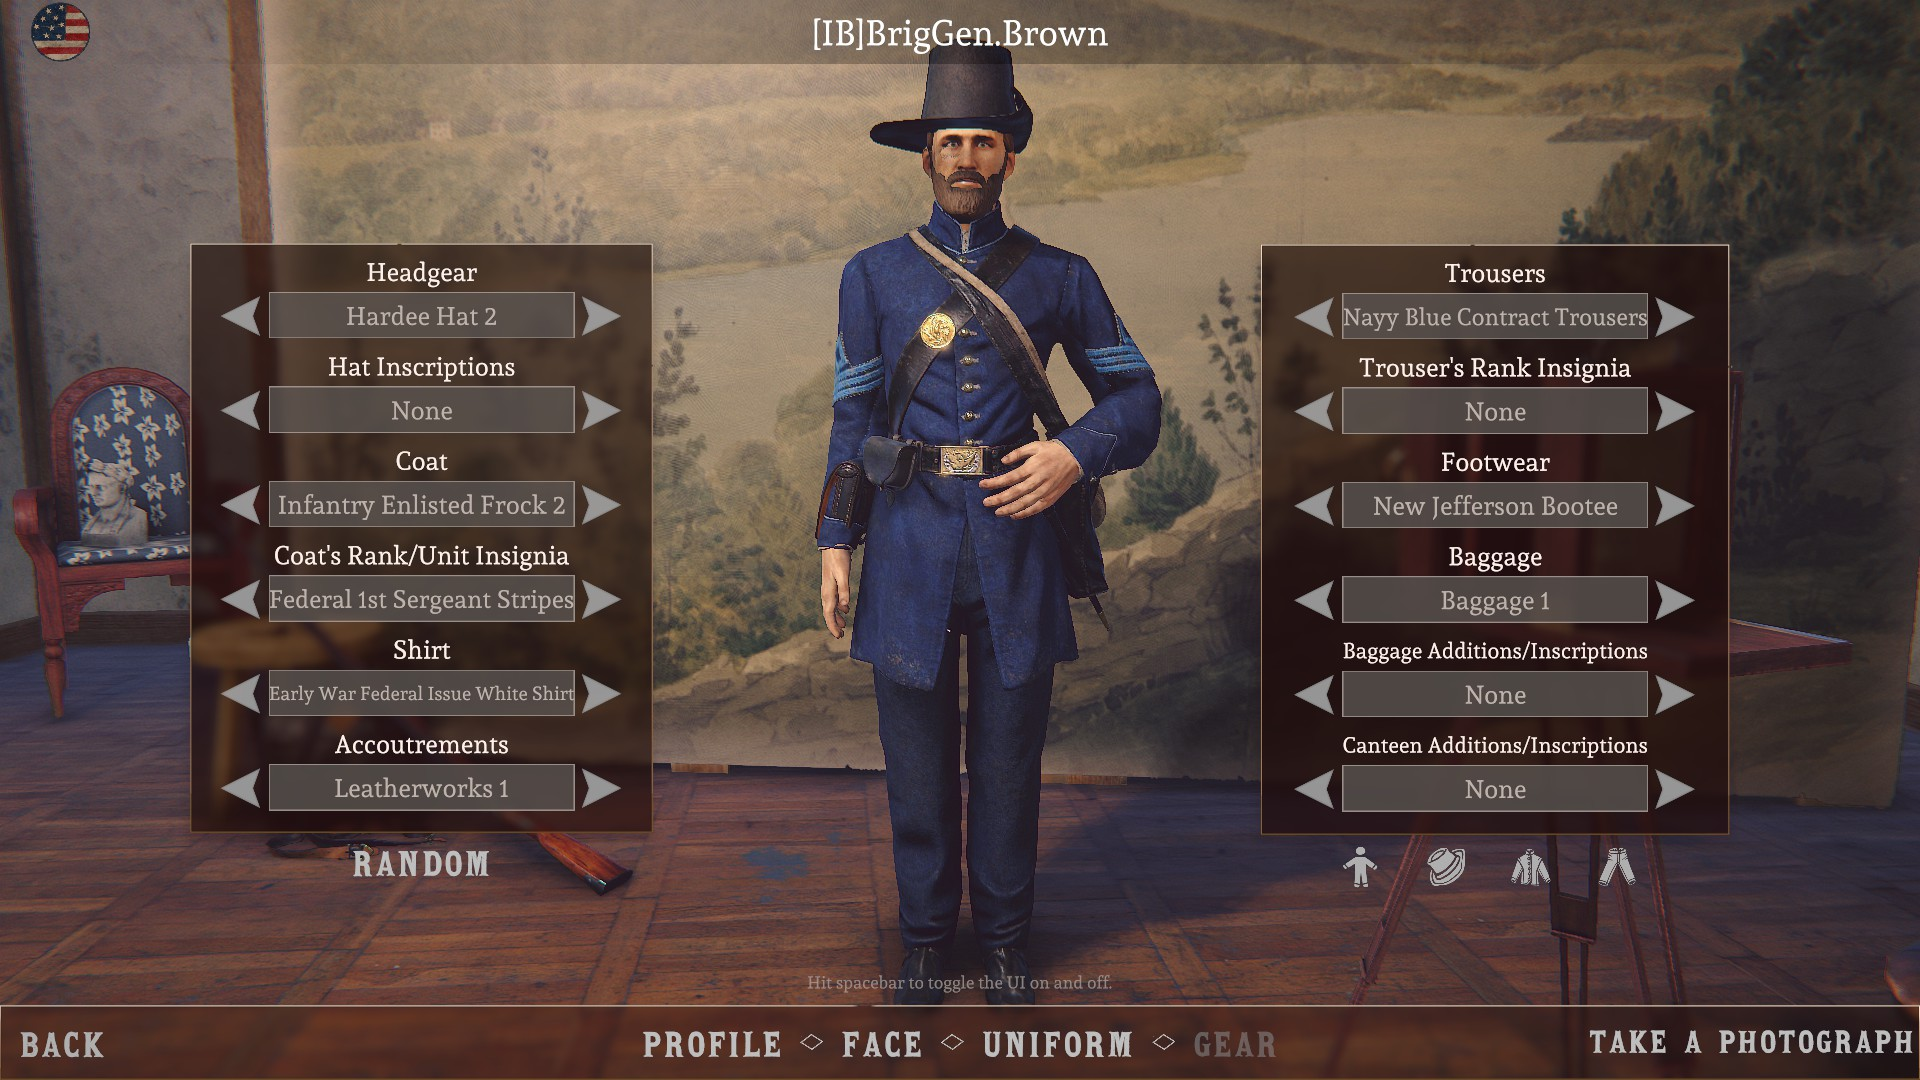 [IB]BrigGen.Brown
Headgear
Hardee Hat 2
Hat Inscriptions
None
Coat
Infantry Enlisted Frock 2
Coat's Rank/Unit Insignia
Federal 1st Sergeant Stripes
Shirt
Early War Federal Issue White Shirt
Accoutrements
Leatherworks 1
RANDOM
Trousers
Nayy Blue Contract Trousers
Trouser's Rank Insignia
None
Footwear
New Jefferson Bootee
Baggage
Baggage 1
Baggage Additions/Inscriptions
None
Canteen Additions/Inscriptions
None
Hit spacebar to toggle the UI on and off.
BACK
PROFILE ◇ FACE ◇ UNIFORM ◇ GEAR
TAKE A PHOTOGRAPH